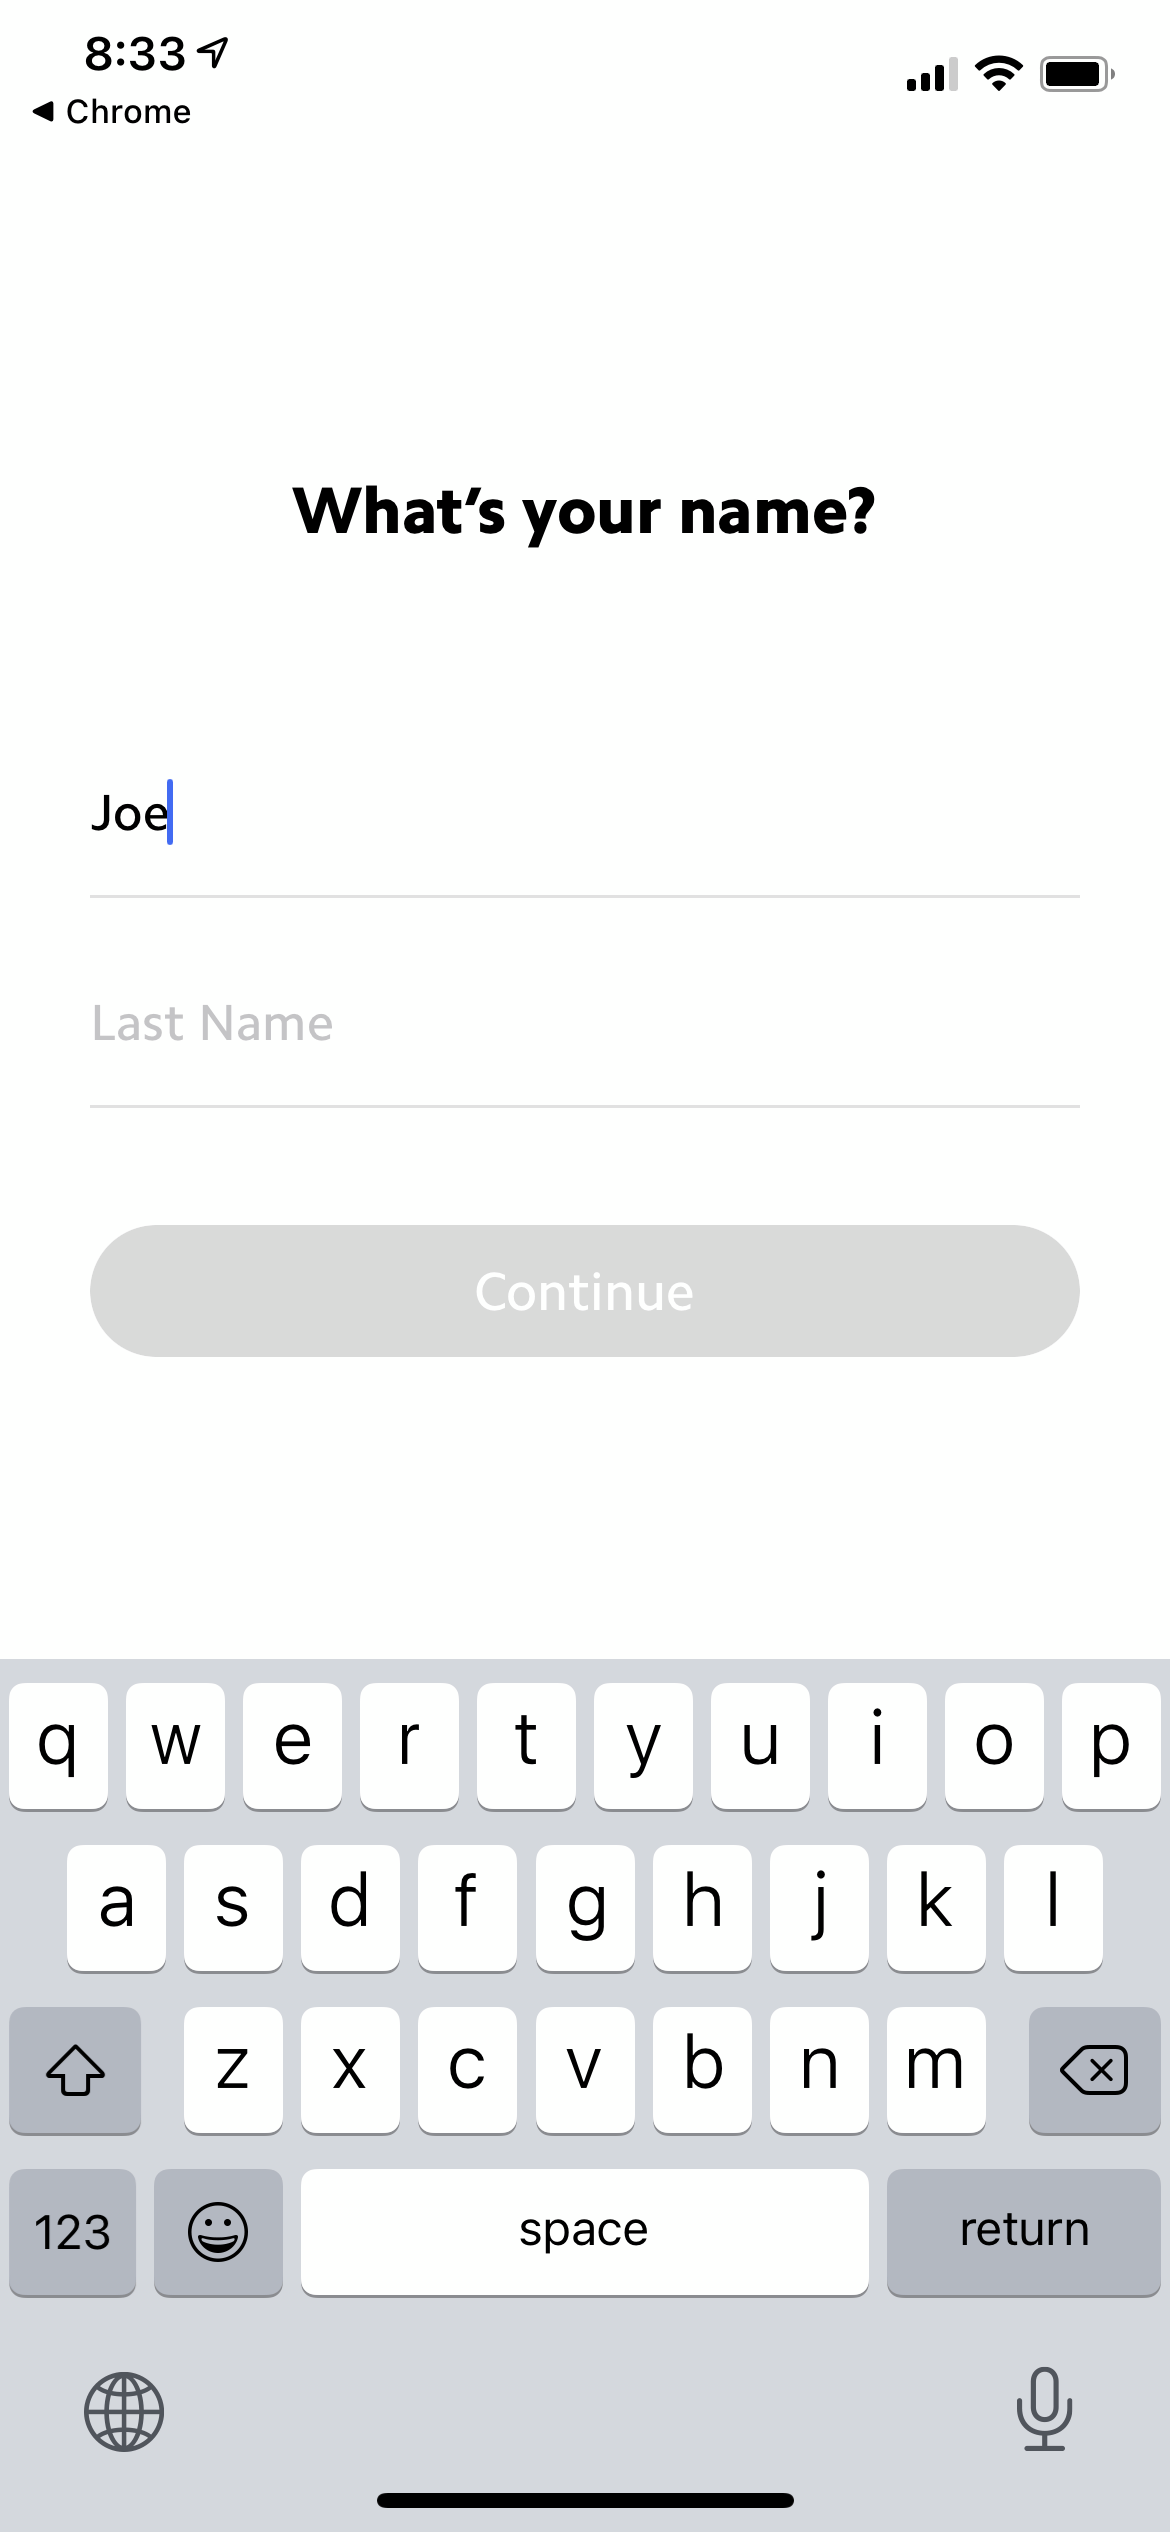 8:33
Chrome
What’s your name?
Joe
Last Name
Continue
q w e r t y u i o p
a s d f g h j k l
z x c v b n m
123 space return